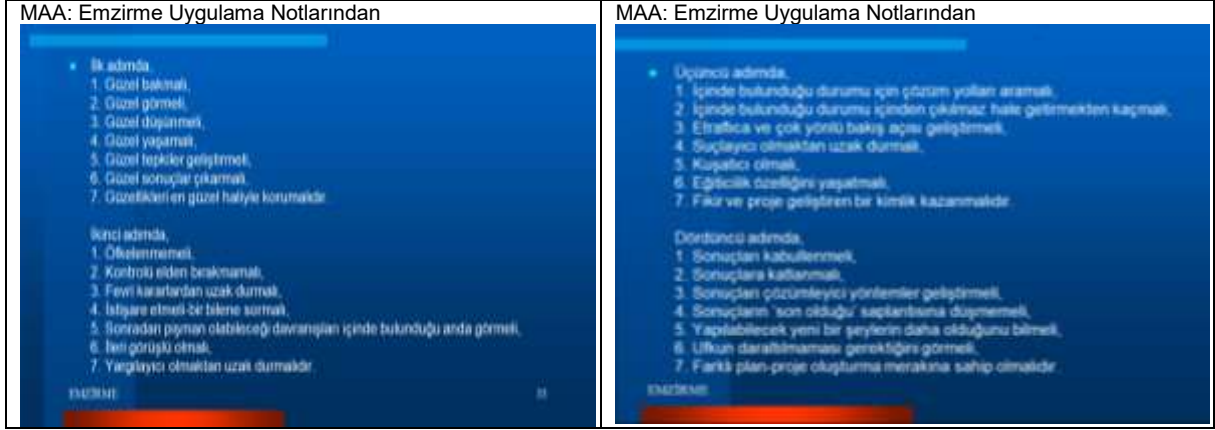 MAA: Emzirme Uygulama Notlarından
İlk adımda,
1. Güzel bakmalı,
2. Güzel görmeli,
3. Güzel düşünmeli,
4. Güzel yaşamalı,
5. Güzel tepkiler geliştirmeli,
6. Güzel sonuçlar çıkarmalı,
7. Güzellikleri en güzel haliyle korumalıdır.
İkinci adımda,
1. Öfkelenmemeli,
2. Kontrolü elden bırakmamalı,
3. Fevri kararlardan uzak durmalı,
4. İstişare etmeli-bir bilene sormalı,
5. Sonradan pişman olabileceği davranışları içinde bulunduğu anda görmeli,
6. İleri görüşlü olmalı,
7. Yargılayıcı olmaktan uzak durmalıdır.
EMZİRME
MAA: Emzirme Uygulama Notlarından
Üçüncü adımda,
1. İçinde bulunduğu durumu için çözüm yolları aramalı,
2. İçinde bulunduğu durumu içinden çıkılmaz hale getirmekten kaçmalı,
3. Etraflıca ve çok yönlü bakış açısı geliştirmeli,
4. Suçlayıcı olmaktan uzak durmalı,
5. Kuşatıcı olmalı,
6. Eğiticilik özelliğini yaşatmalı,
7. Fikir ve proje geliştiren bir kimlik kazanmalıdır.
Dördüncü adımda,
1. Sonuçları kabullenmeli,
2. Sonuçlara katlanmalı,
3. Sonuçları çözümleyici yöntemler geliştirmeli,
4. Sonuçların 'son olduğu' saplantısına düşmemeli,
5. Yapılabilecek yeni bir şeylerin daha olduğunu bilmeli,
6. Ufkun daraltılmaması gerektiğini görmeli,
7. Farklı plan-proje oluşturma merakına sahip olmalıdır.
EMZİRME